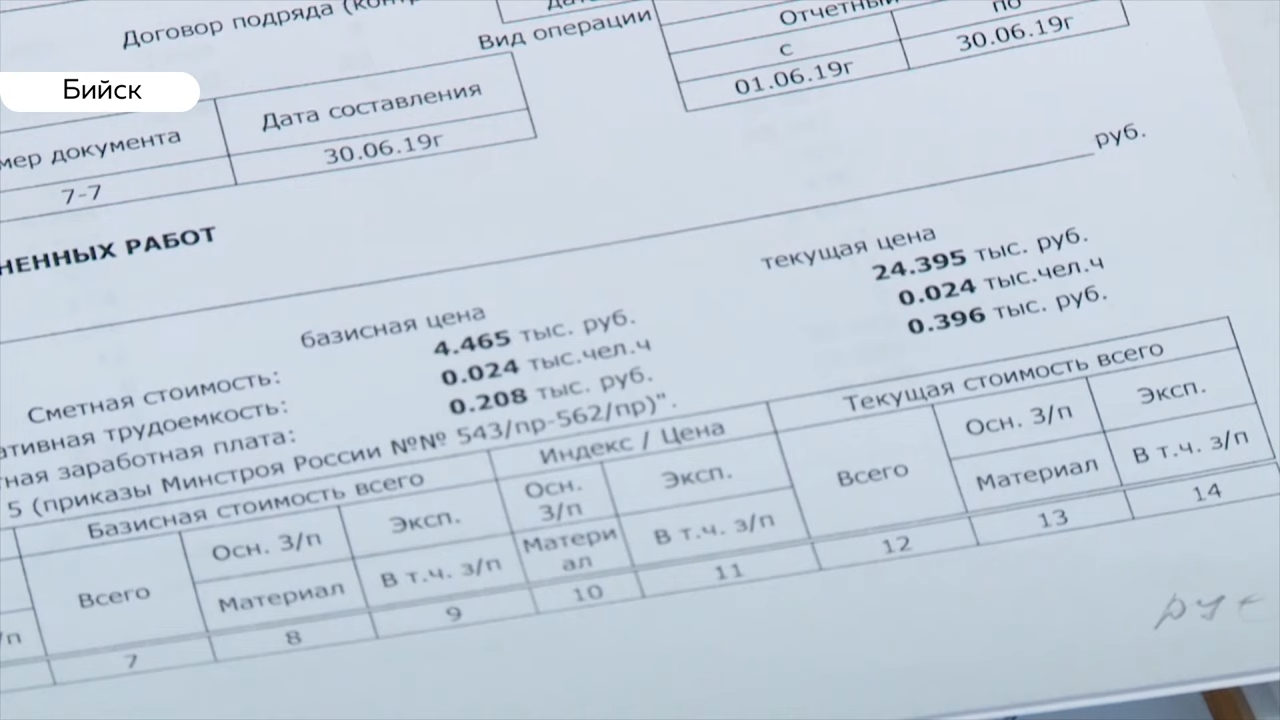 Договор подряда
Вид операции
Отчетный
с
по
01.06.19г
30.06.19г
Бийск
мер документа
Дата составления
7-7
30.06.19г
руб.
НЕННЫХ РАБОТ
базисная цена
текущая цена
Сметная стоимость:
4.465 тыс. руб.
24.395 тыс. руб.
ативная трудоемкость:
0.024 тыс.чел.ч
0.024 тыс.чел.ч
тная заработная плата:
0.208 тыс. руб.
0.396 тыс. руб.
5 (приказы Минстроя России №№ 543/пр-562/пр)".
Базисная стоимость всего
Индекс / Цена
Текущая стоимость всего
Всего
Осн. З/п
Эксп.
Осн.
З/п
Эксп.
Всего
Осн. З/п
Эксп.
/п
Материал
В т.ч. з/п
Матери
ал
В т.ч. з/п
Материал
В т.ч. з/п
7
8
9
10
11
12
13
14